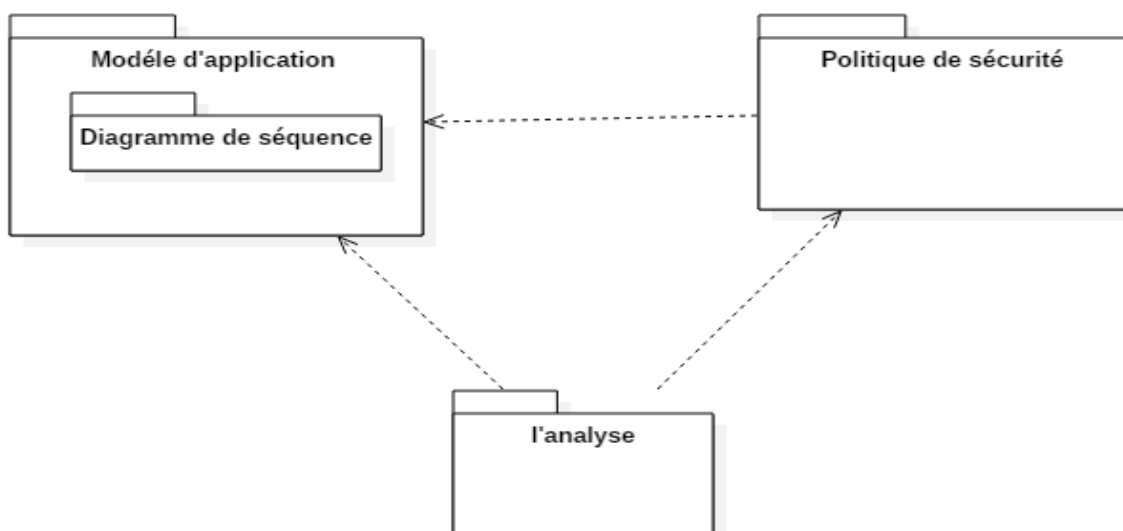 Modéle d'application
Politique de sécurité
Diagramme de séquence
l'analyse